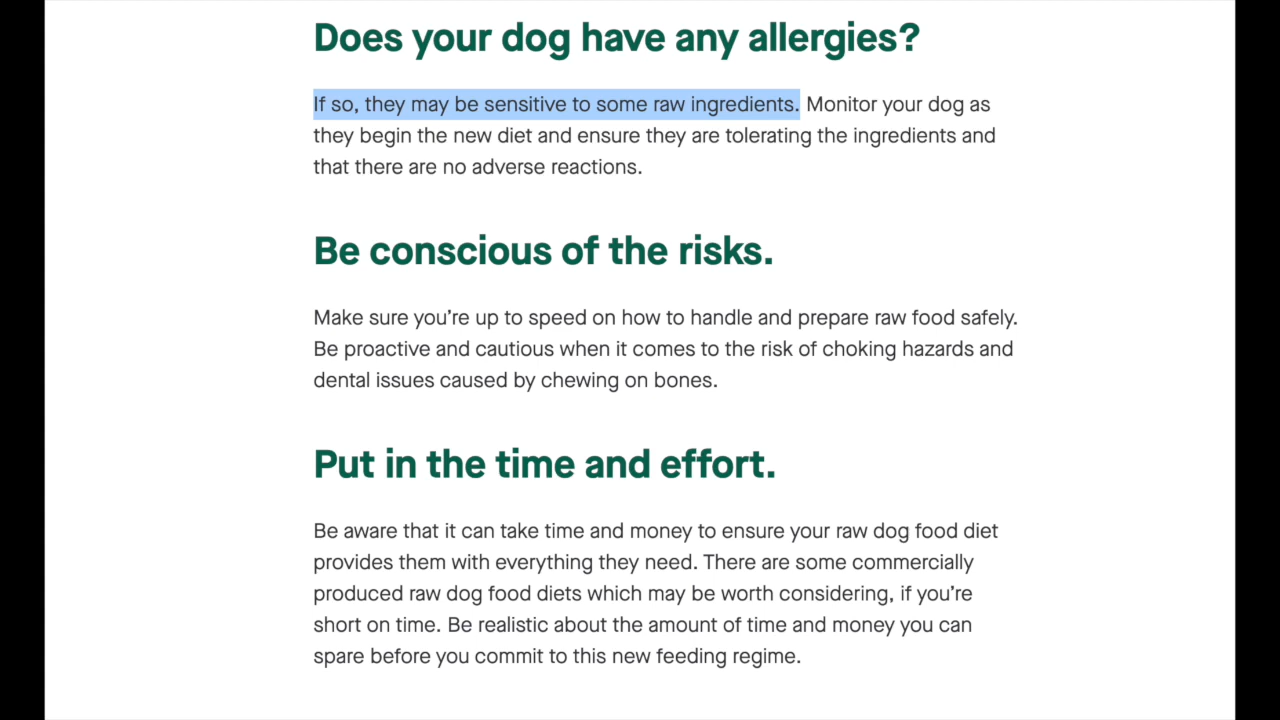 Does your dog have any allergies?
If so, they may be sensitive to some raw ingredients. Monitor your dog as
they begin the new diet and ensure they are tolerating the ingredients and
that there are no adverse reactions.
Be conscious of the risks.
Make sure you’re up to speed on how to handle and prepare raw food safely.
Be proactive and cautious when it comes to the risk of choking hazards and
dental issues caused by chewing on bones.
Put in the time and effort.
Be aware that it can take time and money to ensure your raw dog food diet
provides them with everything they need. There are some commercially
produced raw dog food diets which may be worth considering, if you’re
short on time. Be realistic about the amount of time and money you can
spare before you commit to this new feeding regime.